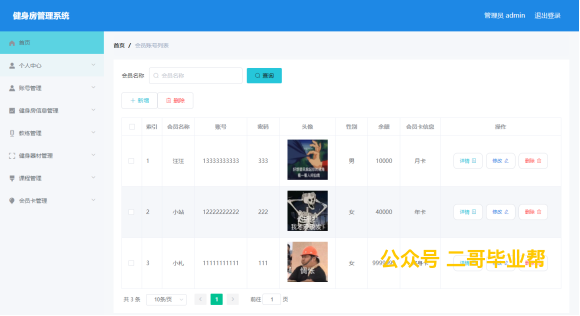 健身房管理系统
管理员 admin 退出登录
首页
个人中心
账号管理
健身房信息管理
教练管理
健身器材管理
课程管理
会员卡管理
首页 / 会员账号列表
会员名称 会员名称 查询
+ 新增 删除
索引 会员名称 账号 密码 头像 性别 余额 会员卡信息 操作
1 13333333333 333 男 10000 月卡 详情 修改 删除
2 小站 12222222222 222 女 40000 年卡 详情 修改 删除
3 小札 11111111111 111 女
公众号 二哥毕业帮
共 3 条 10条/页 1 前往 1 页